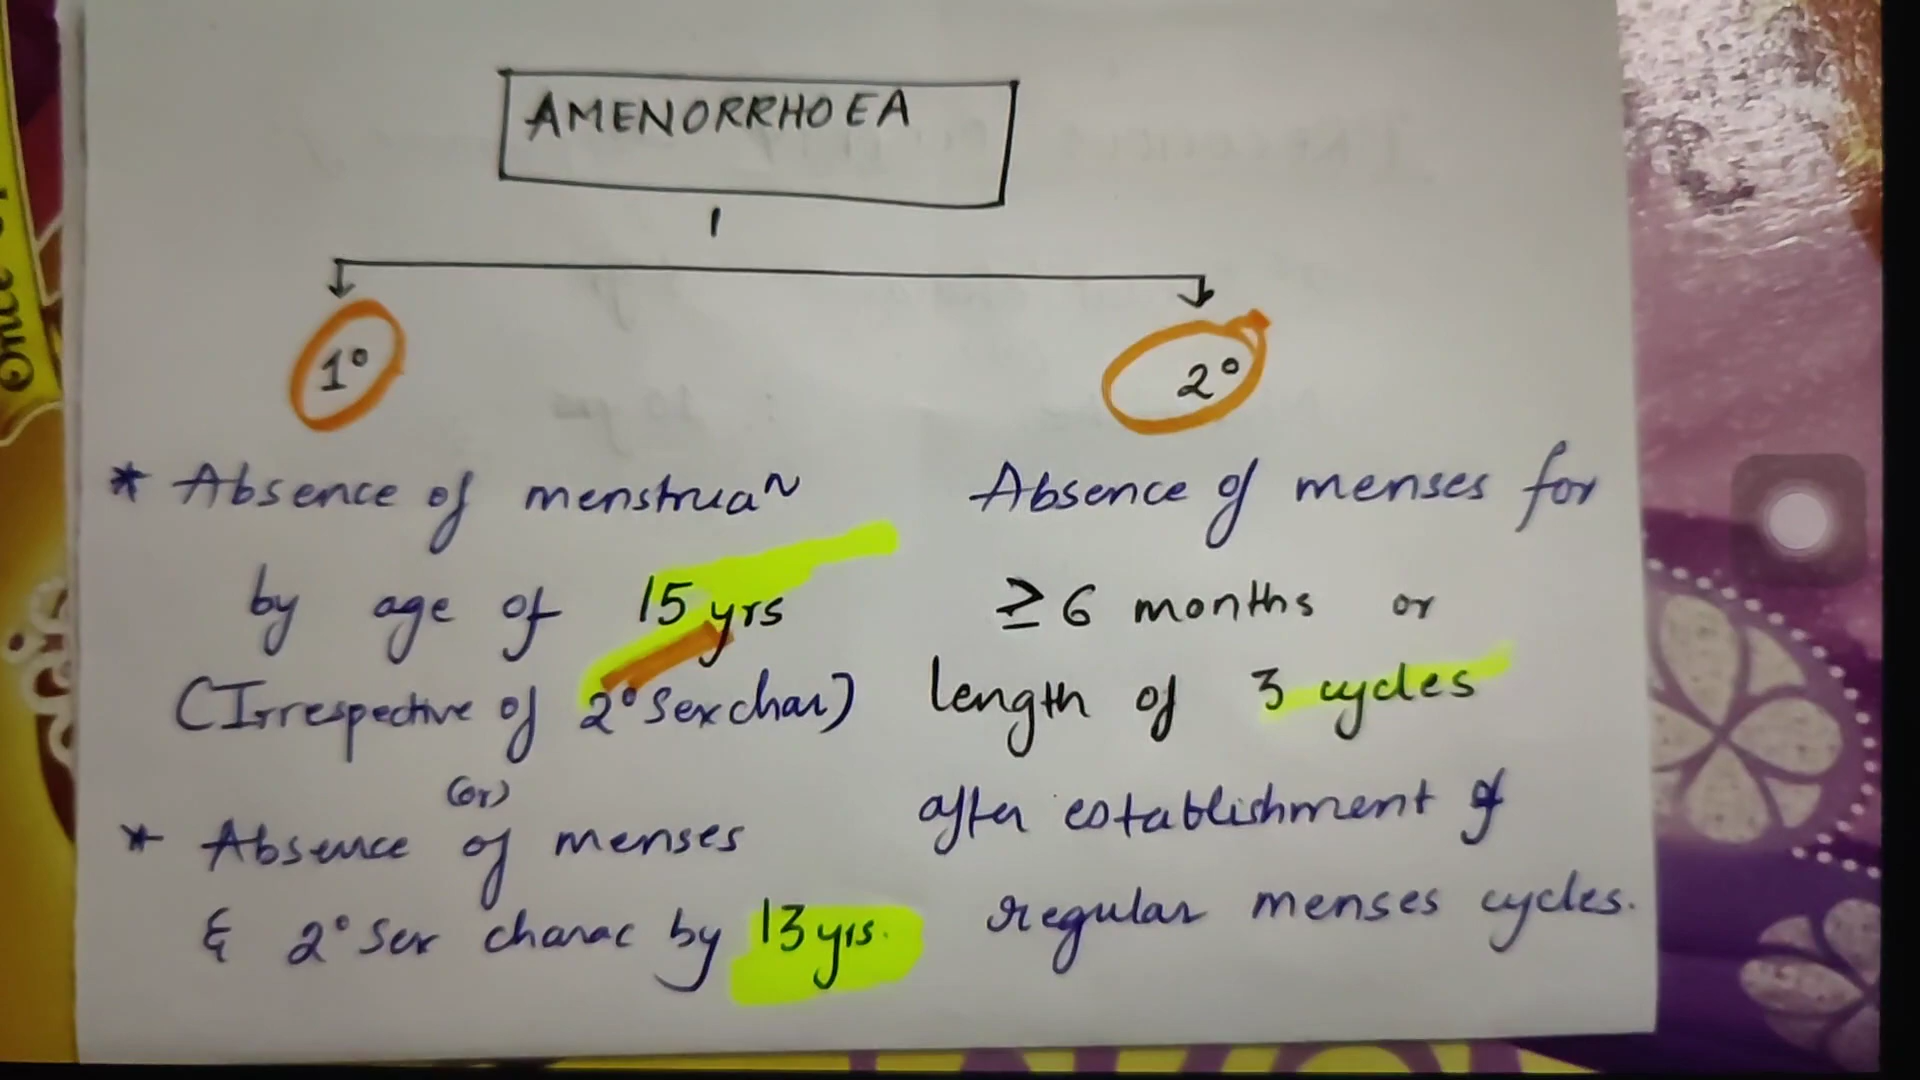 AMENORRHOEA
1°
2°
* Absence of menstrua~
by age of 15 yrs
(Irrespective of 2° Sex char)
(or)
* Absence of menses
& 2° Sex charac by 13 yrs.
Absence of menses for
≥ 6 months or
length of 3 cycles
after establishment of
regular menses cycles.